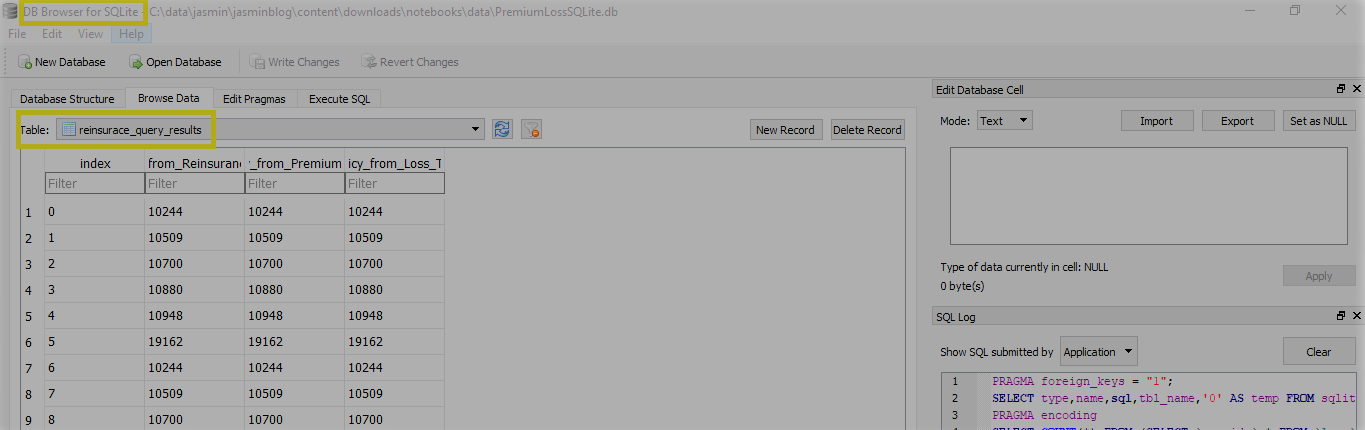 DB Browser for SQLite - C:\data\jasmin\jasminblog\content\downloads\notebooks\data\PremiumLossSQLite.db
File Edit View Help
New Database Open Database Write Changes Revert Changes
Database Structure Browse Data Edit Pragmas Execute SQL
Table: reinsurace_query_results New Record Delete Record
index from_Reinsuranc y_from_Premium icy_from_Loss_T
Filter Filter Filter Filter
1 0 10244 10244 10244
2 1 10509 10509 10509
3 2 10700 10700 10700
4 3 10880 10880 10880
5 4 10948 10948 10948
6 5 19162 19162 19162
7 6 10244 10244 10244
8 7 10509 10509 10509
9 8 10700 10700 10700
Edit Database Cell
Mode: Text Import Export Set as NULL
Type of data currently in cell: NULL
0 byte(s)
Apply
SQL Log
Show SQL submitted by Application Clear
1 PRAGMA foreign_keys = "1";
2 SELECT type,name,sql,tbl_name,'0' AS temp FROM sqlit
3 PRAGMA encoding